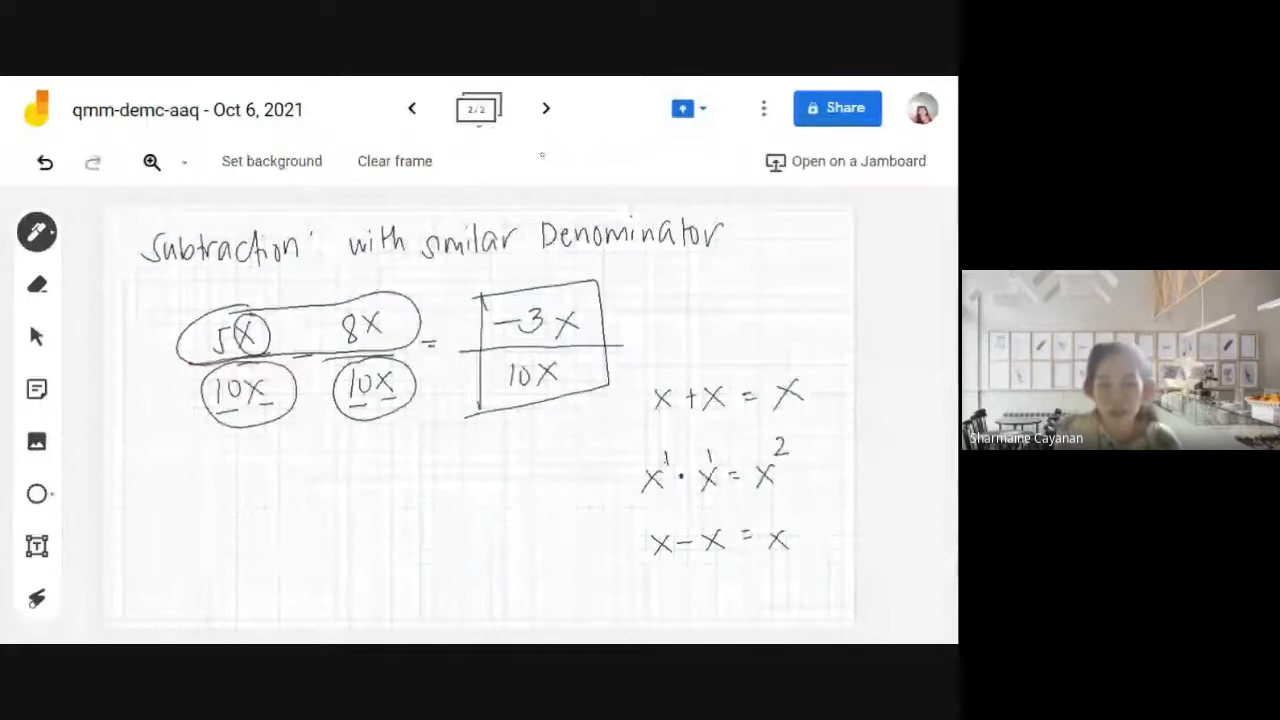 qmm-demc-aaq - Oct 6, 2021
2/2
Share
Set background
Clear frame
Open on a Jamboard
Subtraction with similar Denominator
5x/10x - 8x/10x = -3x/10x
x + x = x
x¹ · x¹ = x²
x - x = x
Sharmaine Cayanan